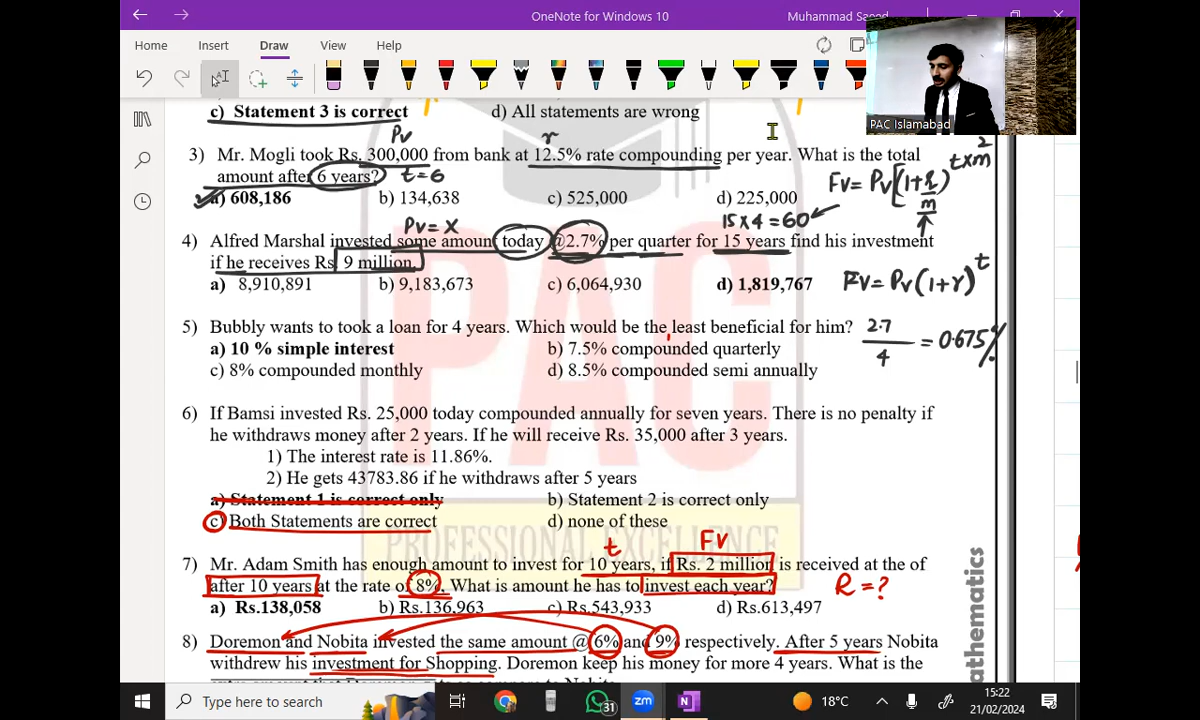 OneNote for Windows 10
Muhammad Saeed
Home Insert Draw View Help
PAC Islamabad
c) Statement 3 is correct d) All statements are wrong
Pv r
3) Mr. Mogli took Rs. 300,000 from bank at 12.5% rate compounding per year. What is the total
amount after 6 years? t=6
a) 608,186 b) 134,638 c) 525,000 d) 225,000
FV= Pv[1+r/m]^t×m 2
Pv = x 15×4=60
4) Alfred Marshal invested some amount today @2.7% per quarter for 15 years find his investment
if he receives Rs 9 million.
a) 8,910,891 b) 9,183,673 c) 6,064,930 d) 1,819,767
FV= Pv(1+r)^t
5) Bubbly wants to took a loan for 4 years. Which would be the least beneficial for him?
a) 10 % simple interest b) 7.5% compounded quarterly
c) 8% compounded monthly d) 8.5% compounded semi annually
2.7/4 = 0.675%
6) If Bamsi invested Rs. 25,000 today compounded annually for seven years. There is no penalty if
he withdraws money after 2 years. If he will receive Rs. 35,000 after 3 years.
1) The interest rate is 11.86%.
2) He gets 43783.86 if he withdraws after 5 years
a) Statement 1 is correct only b) Statement 2 is correct only
c) Both Statements are correct d) none of these
PAC
PROFESSIONAL EXCELLENCE
t FV
7) Mr. Adam Smith has enough amount to invest for 10 years, if Rs. 2 million is received at the of
after 10 years at the rate of 8%. What is amount he has to invest each year?
R=?
a) Rs.138,058 b) Rs.136,963 c) Rs.543,933 d) Rs.613,497
8) Doremon and Nobita invested the same amount @ 6% and 9% respectively. After 5 years Nobita
withdrew his investment for Shopping. Doremon keep his money for more 4 years. What is the
athematics
Type here to search
31
zm
18°C
15:22
21/02/2024